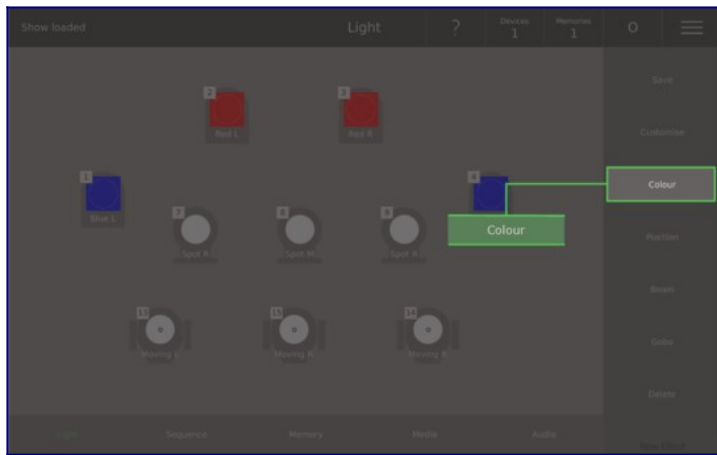 Show loaded
Light
?
Devices
1
Memories
1
0
Save
2
3
Red L
Red R
Customise
1
4
Colour
Blue L
7
8
9
Colour
Spot R
Spot M
Spot R
Position
Beam
13
15
14
Gobo
Moving L
Moving R
Moving R
Delete
Light
Sequence
Memory
Media
Audio
New Effect